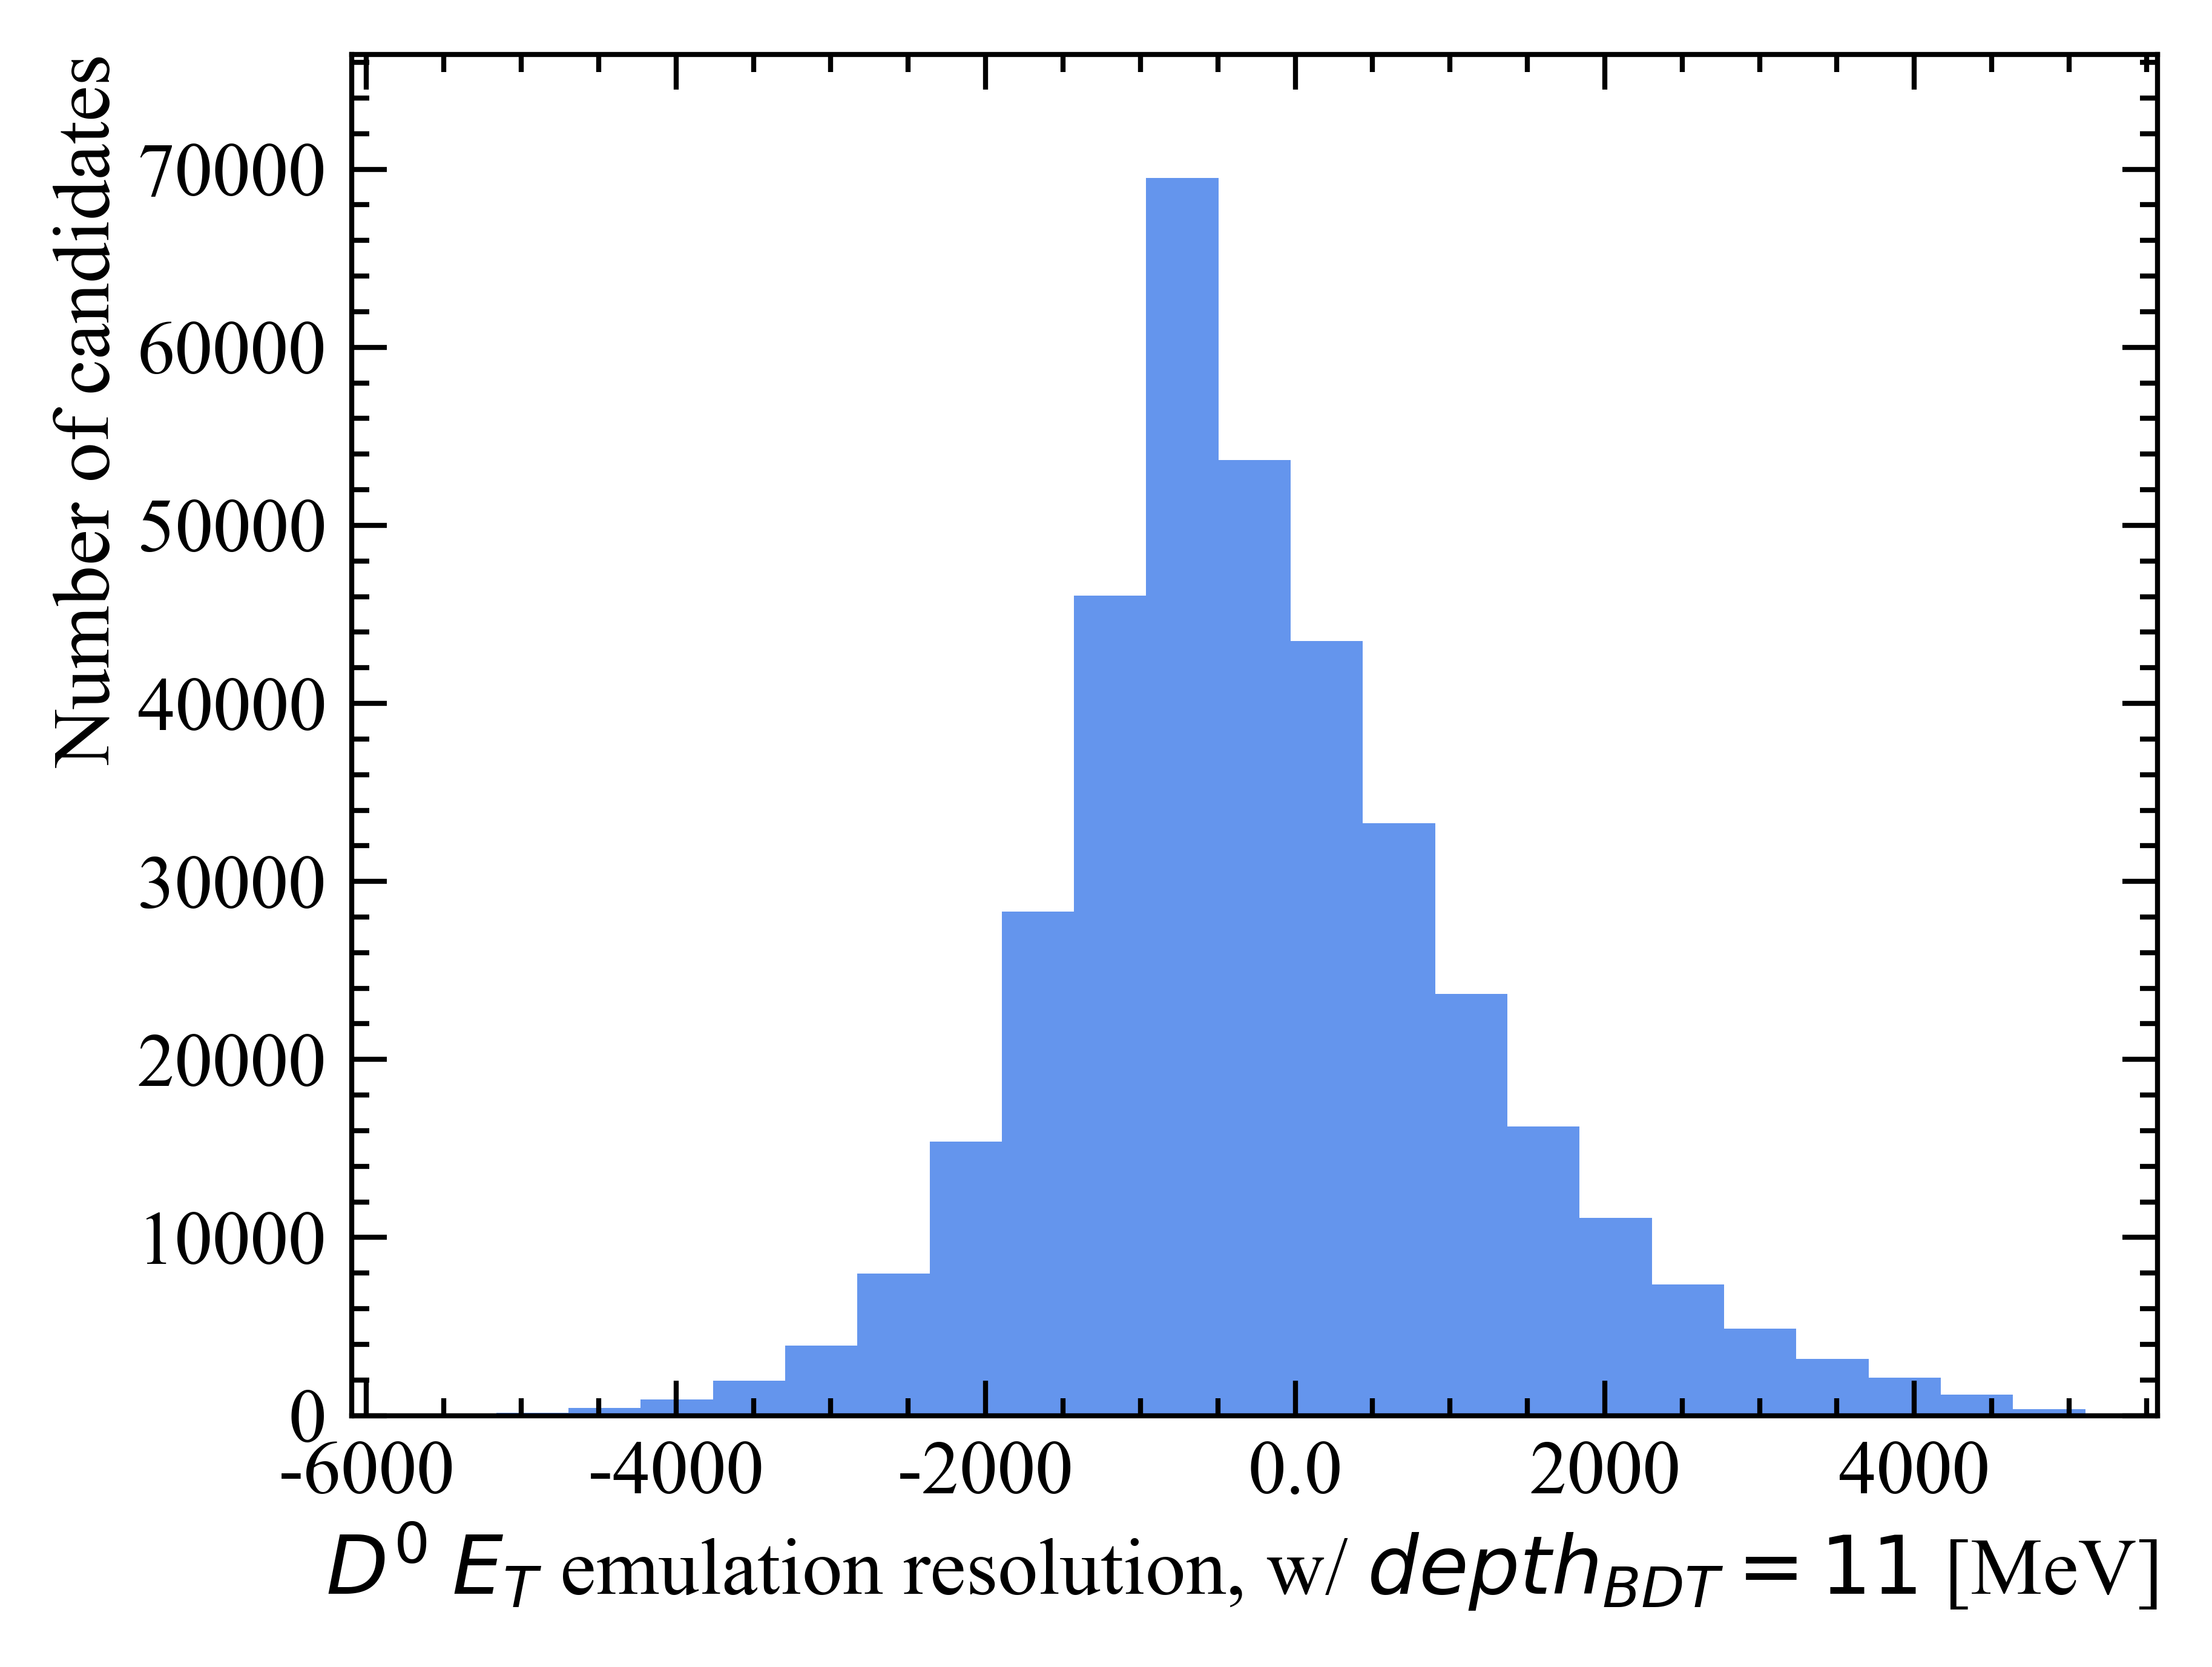 Number of candidates
70000
60000
50000
40000
30000
20000
10000
0
-6000 -4000 -2000 0.0 2000 4000
D⁰ E_T emulation resolution, w/ depth_BDT = 11 [MeV]